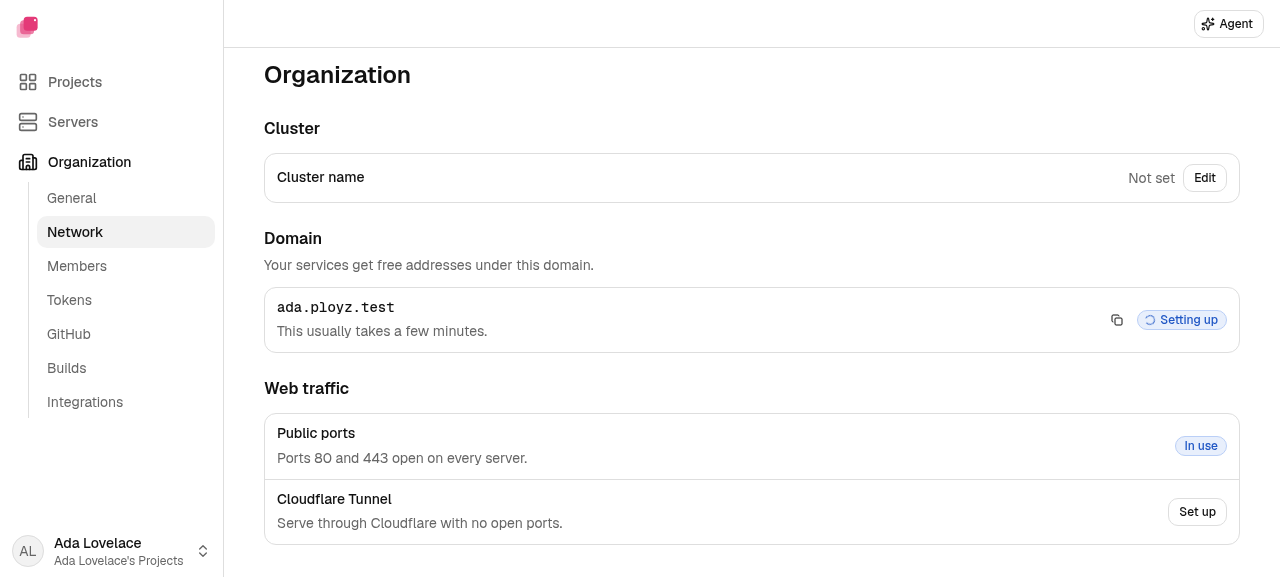 Agent
Projects
Servers
Organization
General
Network
Members
Tokens
GitHub
Builds
Integrations
AL
Ada Lovelace
Ada Lovelace's Projects
Organization
Cluster
Cluster name
Not set
Edit
Domain
Your services get free addresses under this domain.
ada.ployz.test
This usually takes a few minutes.
Setting up
Web traffic
Public ports
Ports 80 and 443 open on every server.
In use
Cloudflare Tunnel
Serve through Cloudflare with no open ports.
Set up